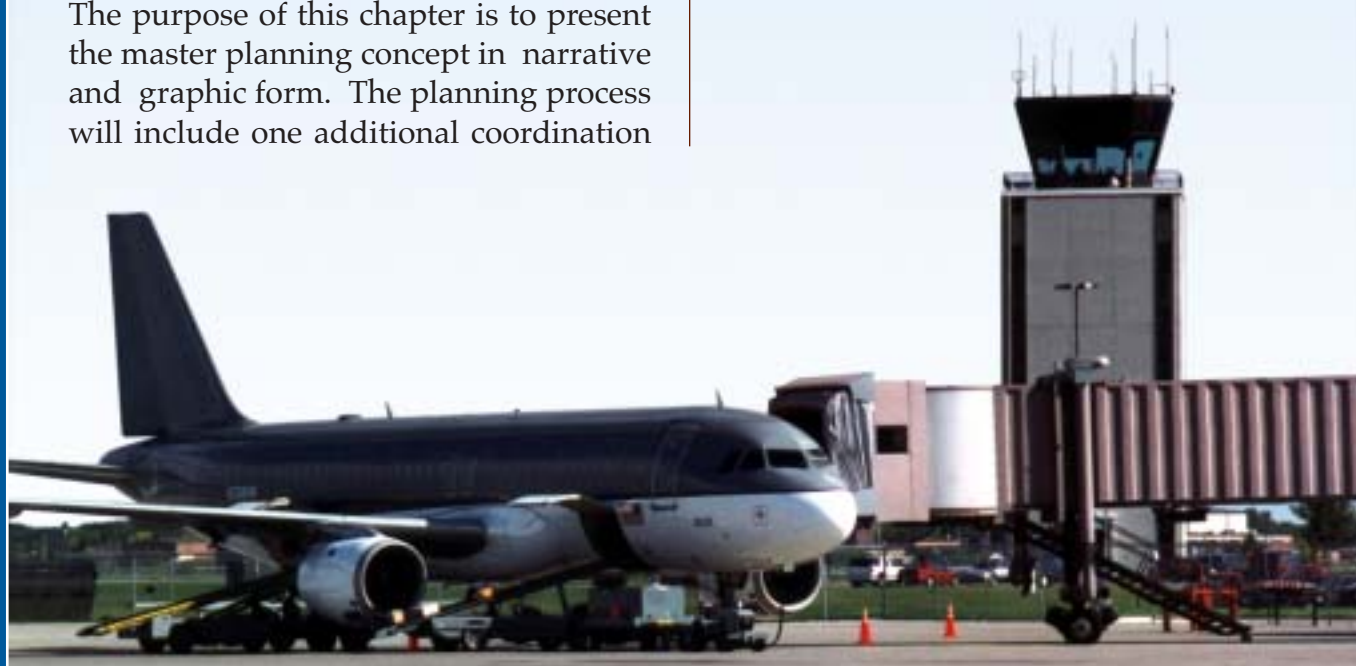 The purpose of this chapter is to present
the master planning concept in narrative
and graphic form. The planning process
will include one additional coordination